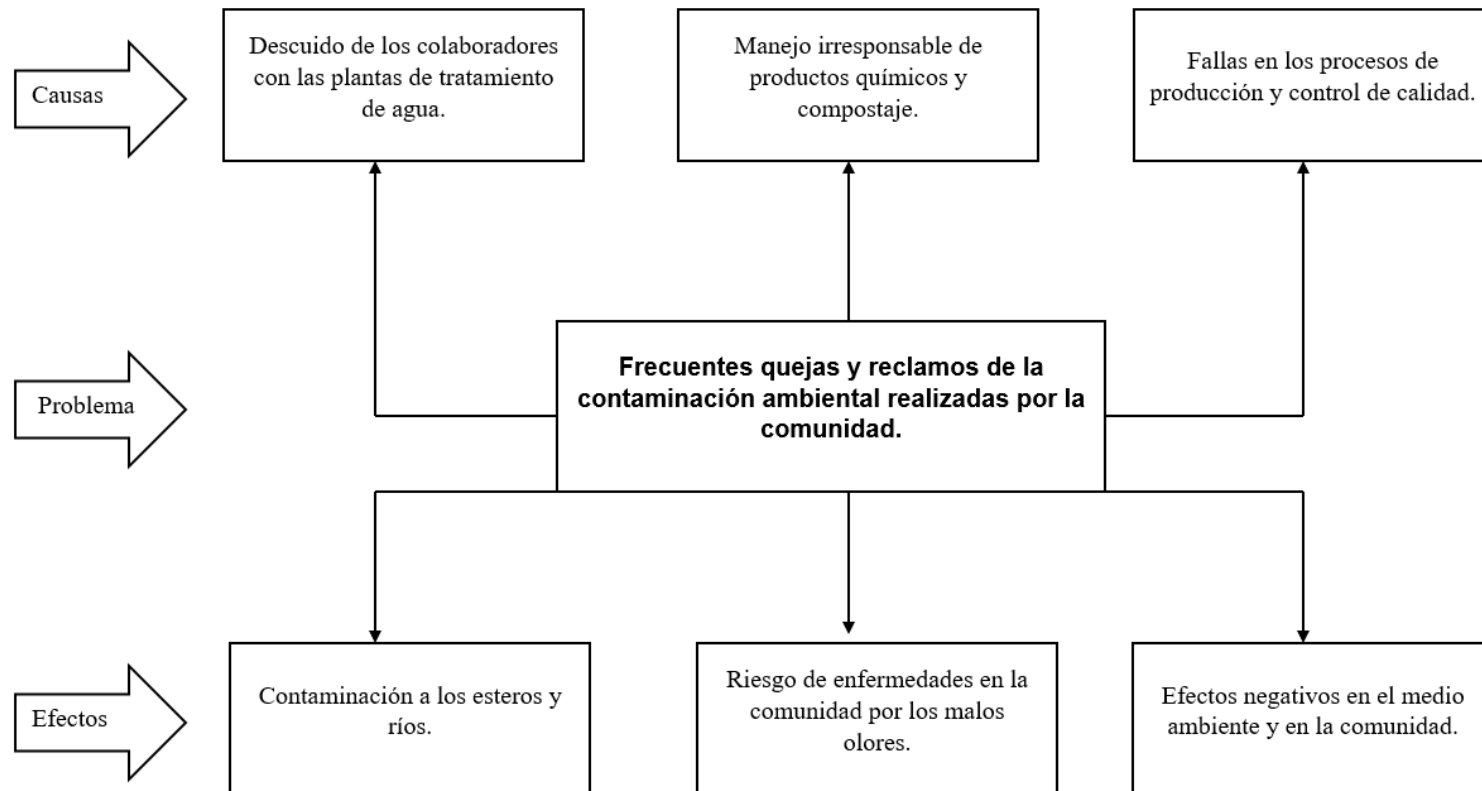 Causas
Descuido de los colaboradores
con las plantas de tratamiento
de agua.
Manejo irresponsable de
productos químicos y
compostaje.
Fallas en los procesos de
producción y control de calidad.
Problema
Frecuentes quejas y reclamos de la
contaminación ambiental realizadas por la
comunidad.
Efectos
Contaminación a los esteros y
ríos.
Riesgo de enfermedades en la
comunidad por los malos
olores.
Efectos negativos en el medio
ambiente y en la comunidad.